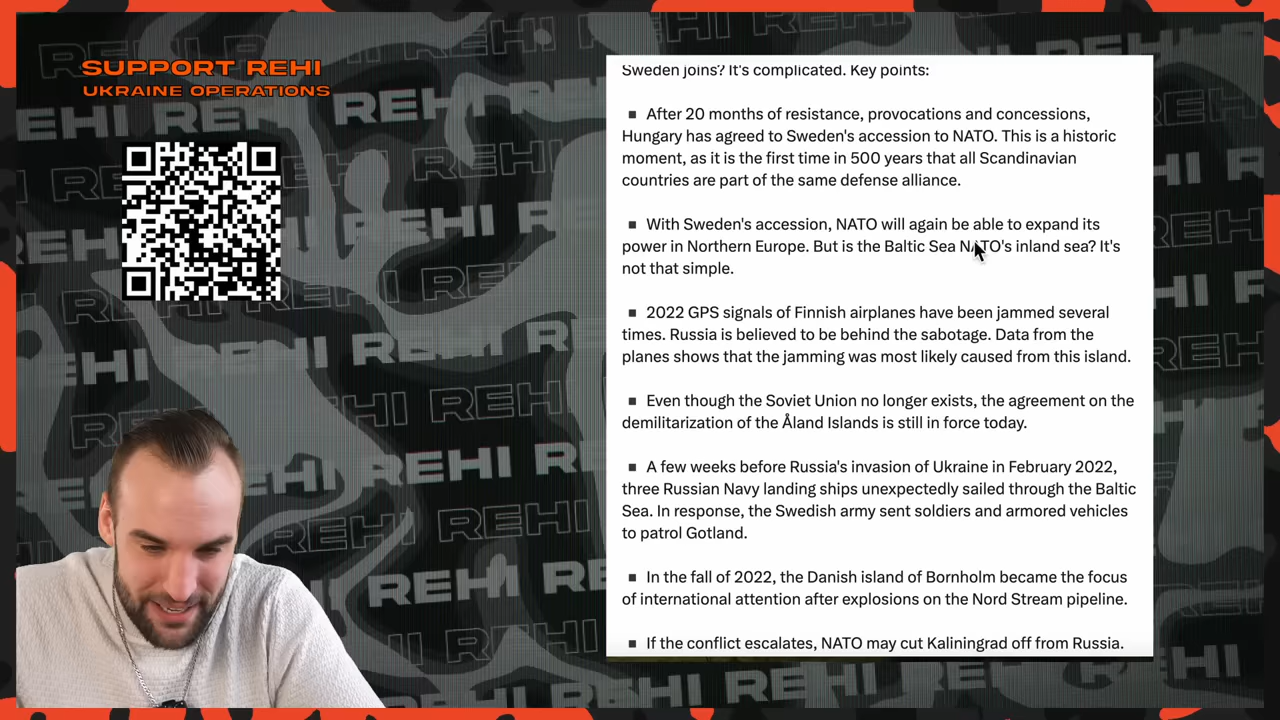 SUPPORT REHI
UKRAINE OPERATIONS
Sweden joins? It's complicated. Key points:
▪ After 20 months of resistance, provocations and concessions,
Hungary has agreed to Sweden's accession to NATO. This is a historic
moment, as it is the first time in 500 years that all Scandinavian
countries are part of the same defense alliance.
▪ With Sweden's accession, NATO will again be able to expand its
power in Northern Europe. But is the Baltic Sea NATO's inland sea? It's
not that simple.
▪ 2022 GPS signals of Finnish airplanes have been jammed several
times. Russia is believed to be behind the sabotage. Data from the
planes shows that the jamming was most likely caused from this island.
▪ Even though the Soviet Union no longer exists, the agreement on the
demilitarization of the Åland Islands is still in force today.
▪ A few weeks before Russia's invasion of Ukraine in February 2022,
three Russian Navy landing ships unexpectedly sailed through the Baltic
Sea. In response, the Swedish army sent soldiers and armored vehicles
to patrol Gotland.
▪ In the fall of 2022, the Danish island of Bornholm became the focus
of international attention after explosions on the Nord Stream pipeline.
▪ If the conflict escalates, NATO may cut Kaliningrad off from Russia.